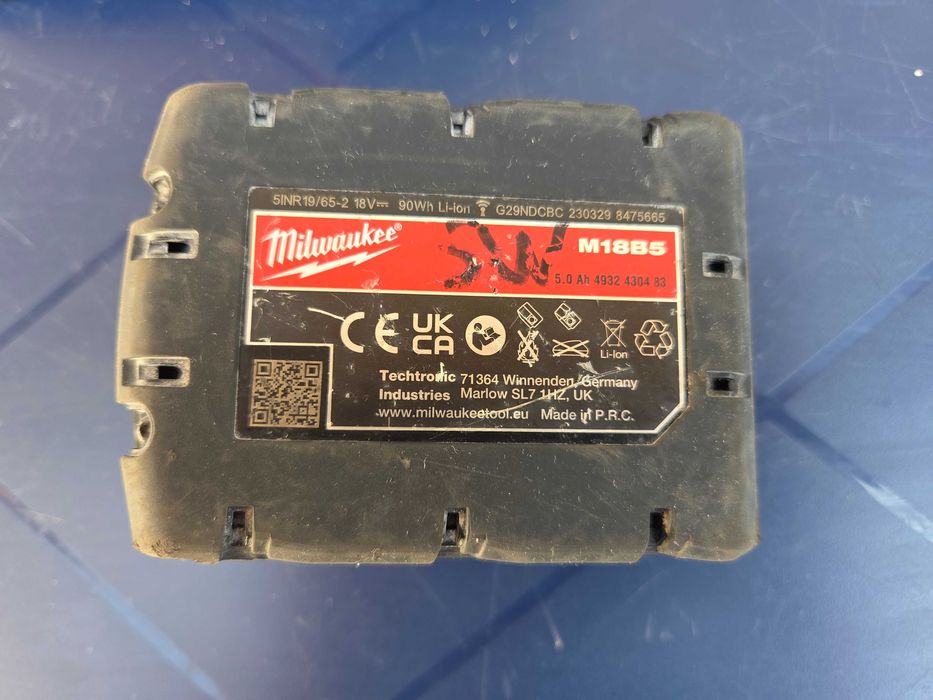 5INR19/65-2 18V⎓ 90Wh Li-ion G29NDCBC 230329 8475665
Milwaukee®
M18B5
5.0 Ah 4932 4304 83
CE UK CA
Li-Ion
Techtronic 71364 Winnenden, Germany
Industries Marlow SL7 1HZ, UK
www.milwaukeetool.eu Made in P.R.C.